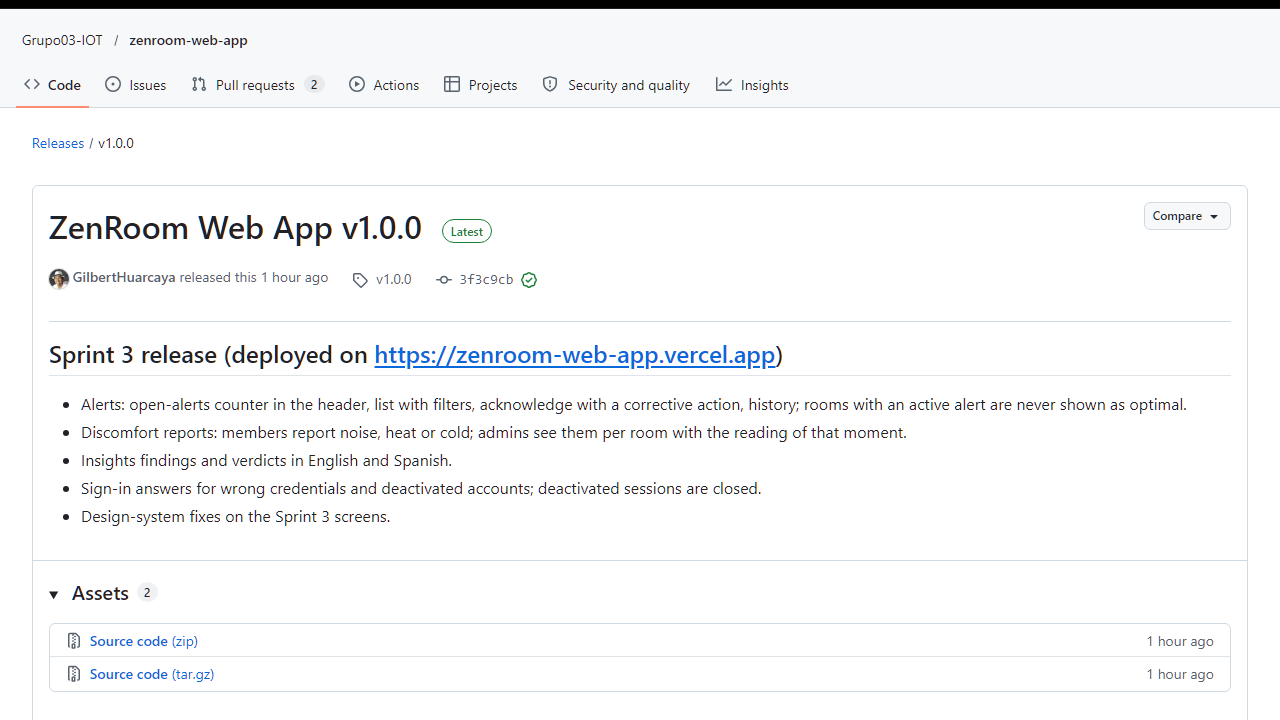 Grupo03-IOT / zenroom-web-app
Code Issues Pull requests 2 Actions Projects Security and quality Insights
Releases / v1.0.0
ZenRoom Web App v1.0.0 Latest Compare
GilbertHuarcaya released this 1 hour ago v1.0.0 3f3c9cb
Sprint 3 release (deployed on https://zenroom-web-app.vercel.app)
• Alerts: open-alerts counter in the header, list with filters, acknowledge with a corrective action, history; rooms with an active alert are never shown as optimal.
• Discomfort reports: members report noise, heat or cold; admins see them per room with the reading of that moment.
• Insights findings and verdicts in English and Spanish.
• Sign-in answers for wrong credentials and deactivated accounts; deactivated sessions are closed.
• Design-system fixes on the Sprint 3 screens.
Assets 2
Source code (zip) 1 hour ago
Source code (tar.gz) 1 hour ago